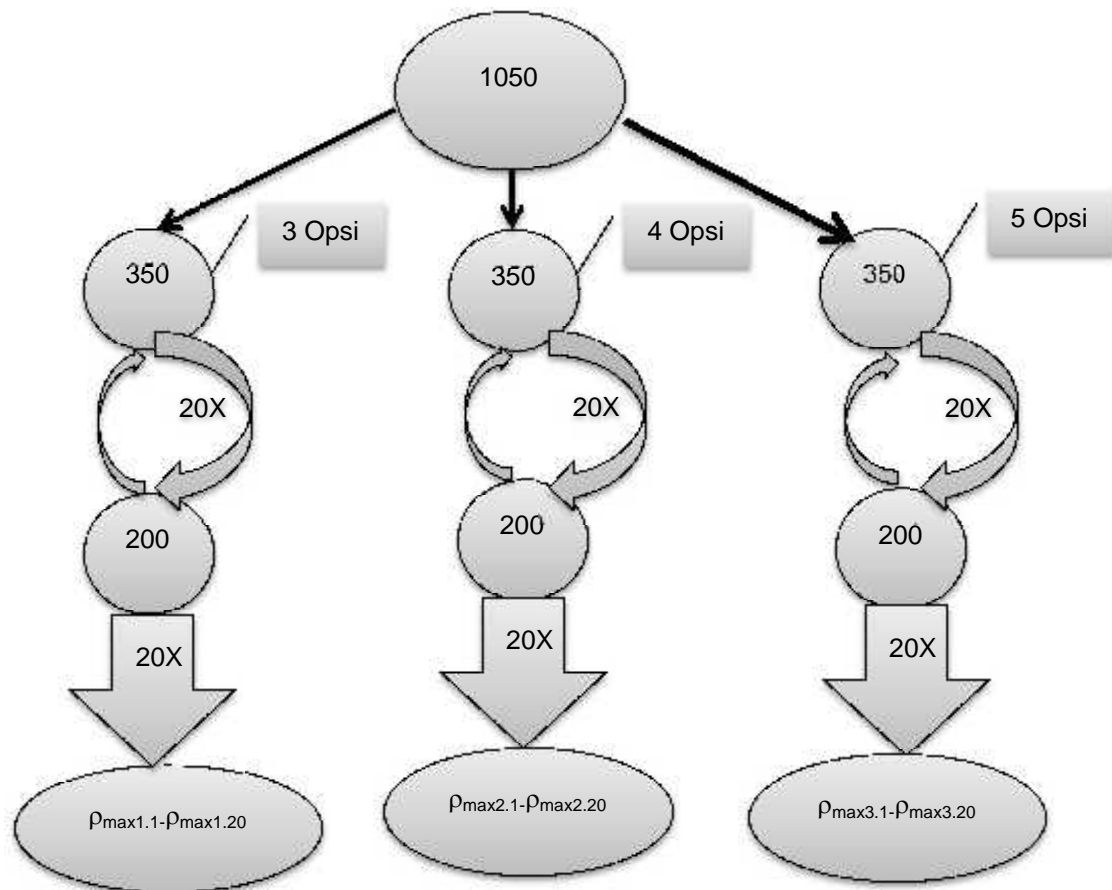 1050
3 Opsi
4 Opsi
5 Opsi
350
350
350
20X
20X
20X
200
200
200
20X
20X
20X
ρmax1.1-ρmax1.20
ρmax2.1-ρmax2.20
ρmax3.1-ρmax3.20